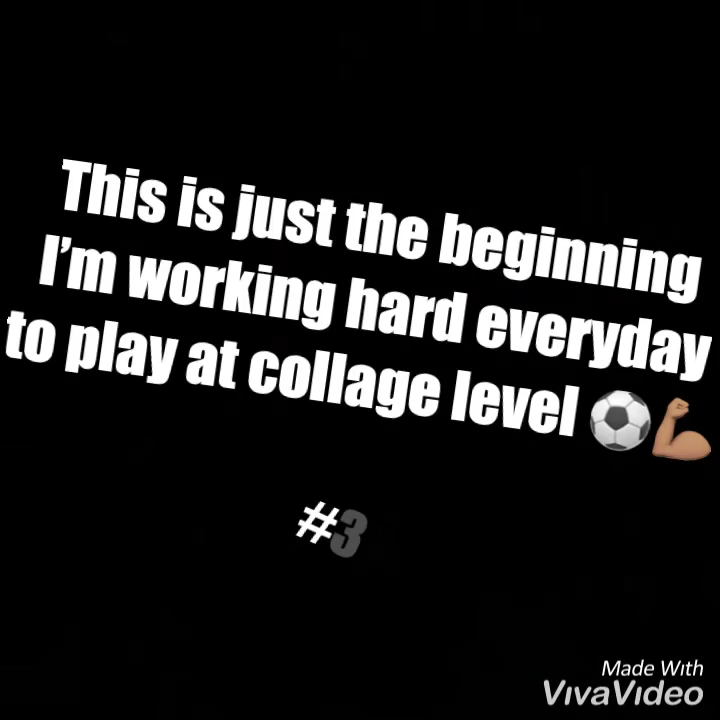 This is just the beginning
I'm working hard everyday
to play at collage level ⚽💪🏽
#3
Made With
VivaVideo